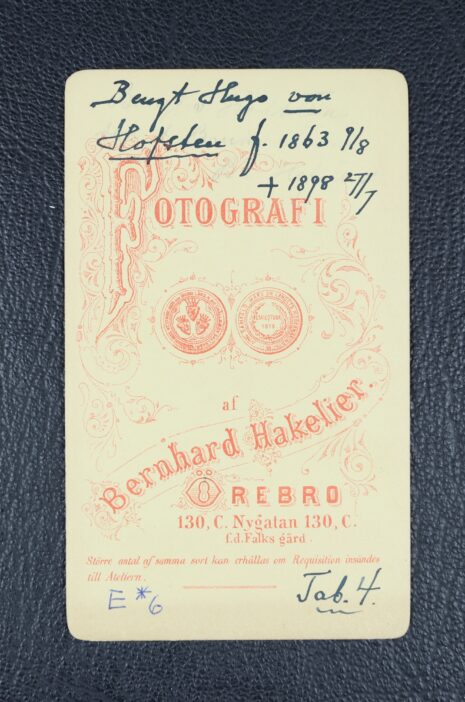 Bengt Hugo von
Hofsten f. 1863 9/8
+ 1898 27/7
FOTOGRAFI
af
Bernhard Hakelier.
ÖREBRO
130, C. Nygatan 130, C.
f.d. Falks gård.
Större antal af samma sort kan erhållas om Requisition insändes
till Ateliern.
E*6
Tab. 4.